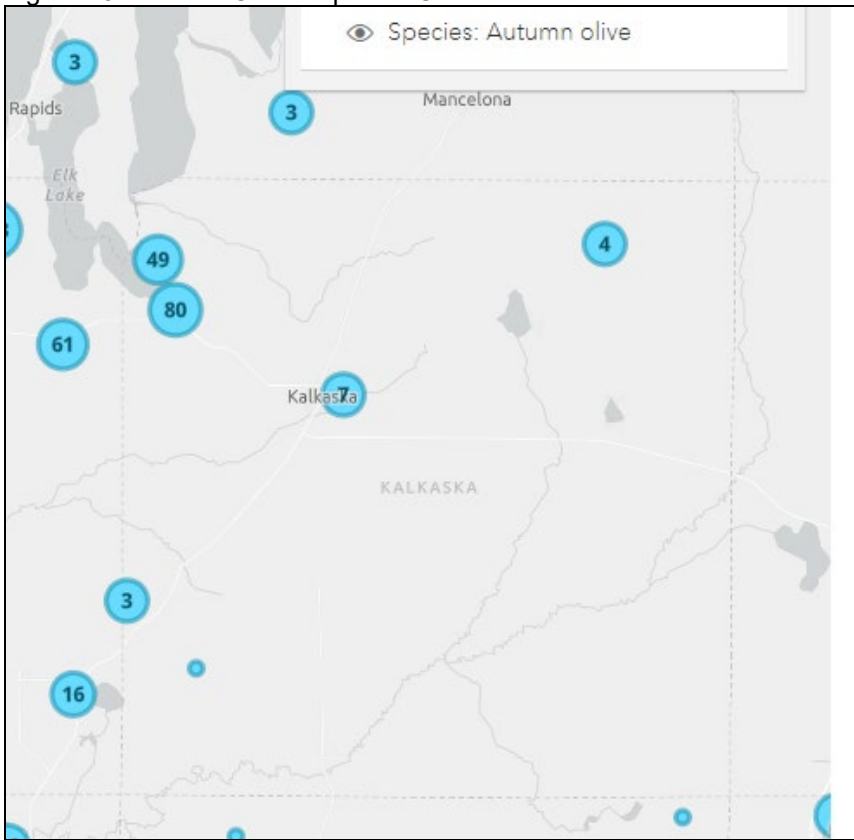 Species: Autumn olive
3
Rapids
3
Mancelona
Elk
Lake
4
49
80
61
7
Kalkaska
KALKASKA
3
16